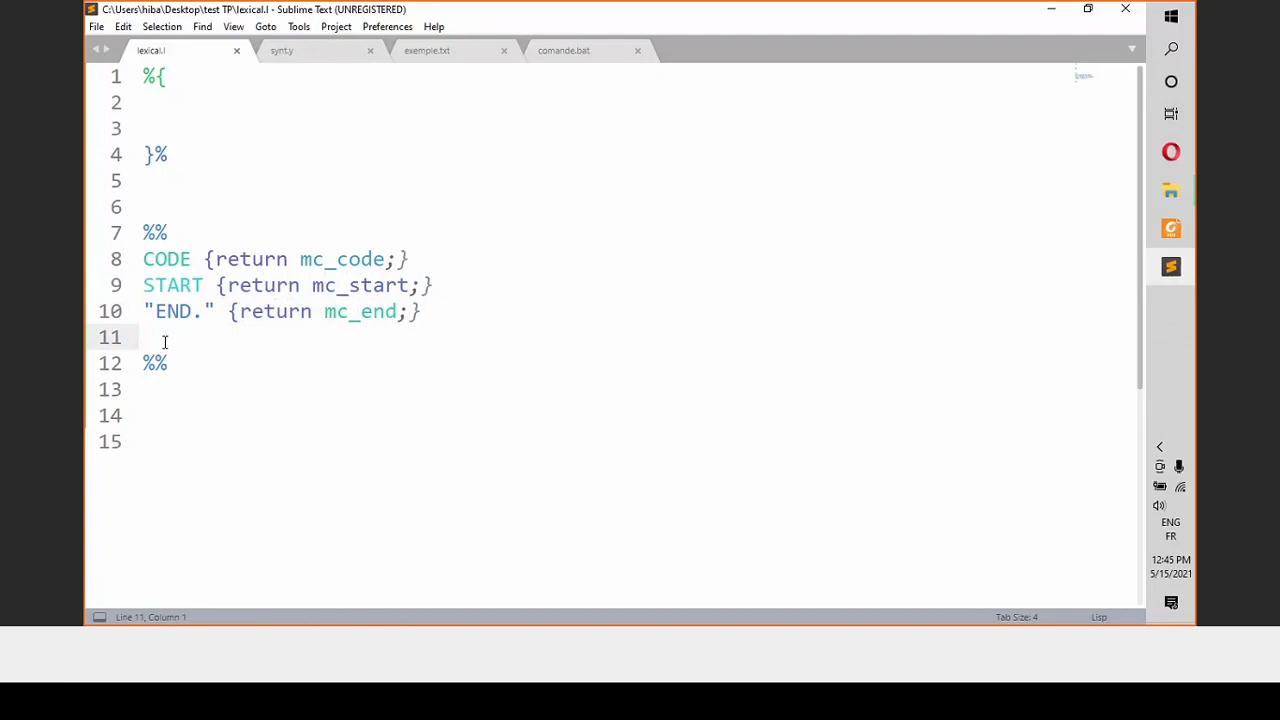 C:\Users\hiba\Desktop\test TP\lexical.l - Sublime Text (UNREGISTERED)
File Edit Selection Find View Goto Tools Project Preferences Help
lexical.l synt.y exemple.txt comande.bat
1 %{
2
3
4 }%
5
6
7 %%
8 CODE {return mc_code;}
9 START {return mc_start;}
10 "END." {return mc_end;}
11
12 %%
13
14
15
ENG
FR
12:45 PM
5/15/2021
Line 11, Column 1 Tab Size: 4 Lisp